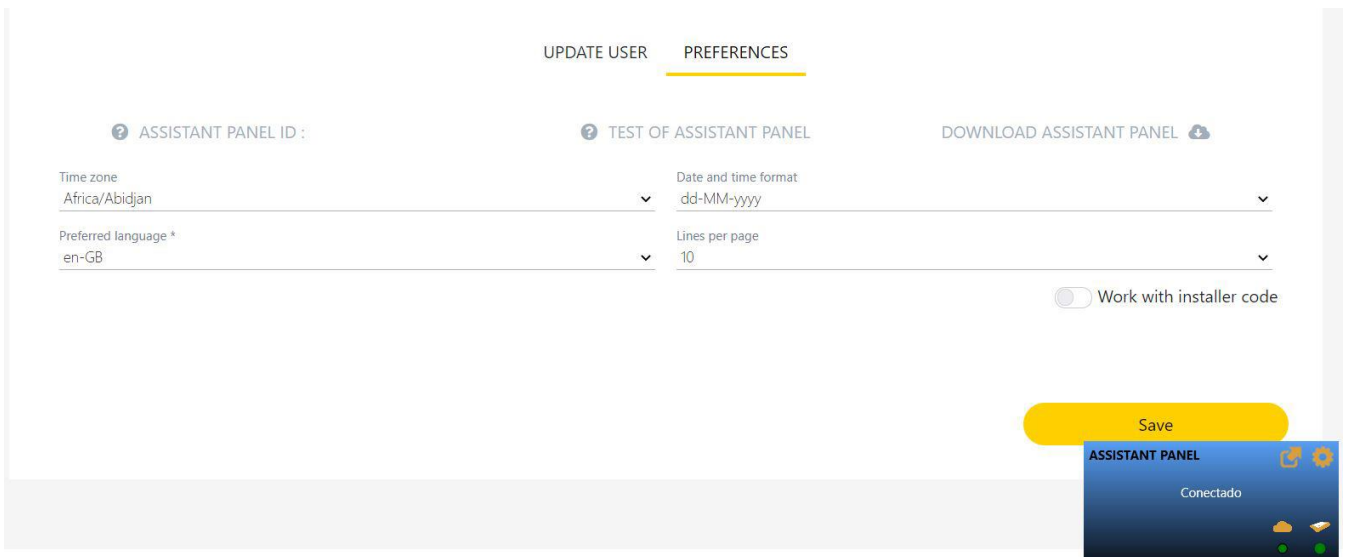 UPDATE USER PREFERENCES
ASSISTANT PANEL ID : TEST OF ASSISTANT PANEL DOWNLOAD ASSISTANT PANEL
Time zone Date and time format
Africa/Abidjan dd-MM-yyyy
Preferred language * Lines per page
en-GB 10
Work with installer code
Save
ASSISTANT PANEL
Conectado